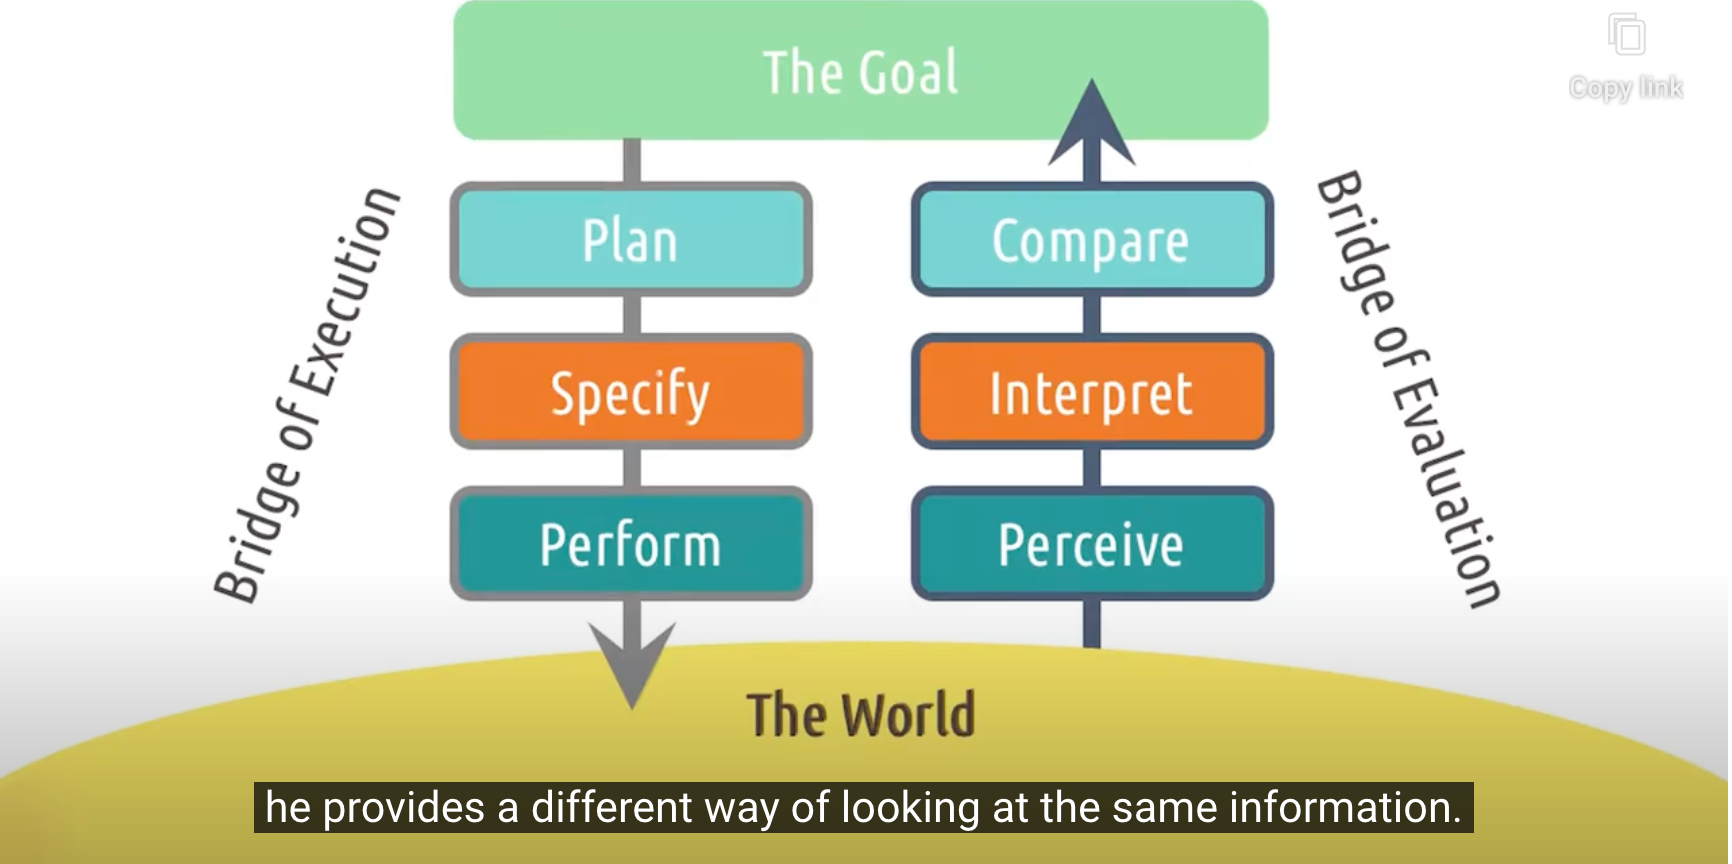 The Goal
Copy link
Bridge of Execution
Plan
Specify
Perform
Compare
Interpret
Perceive
Bridge of Evaluation
The World
he provides a different way of looking at the same information.